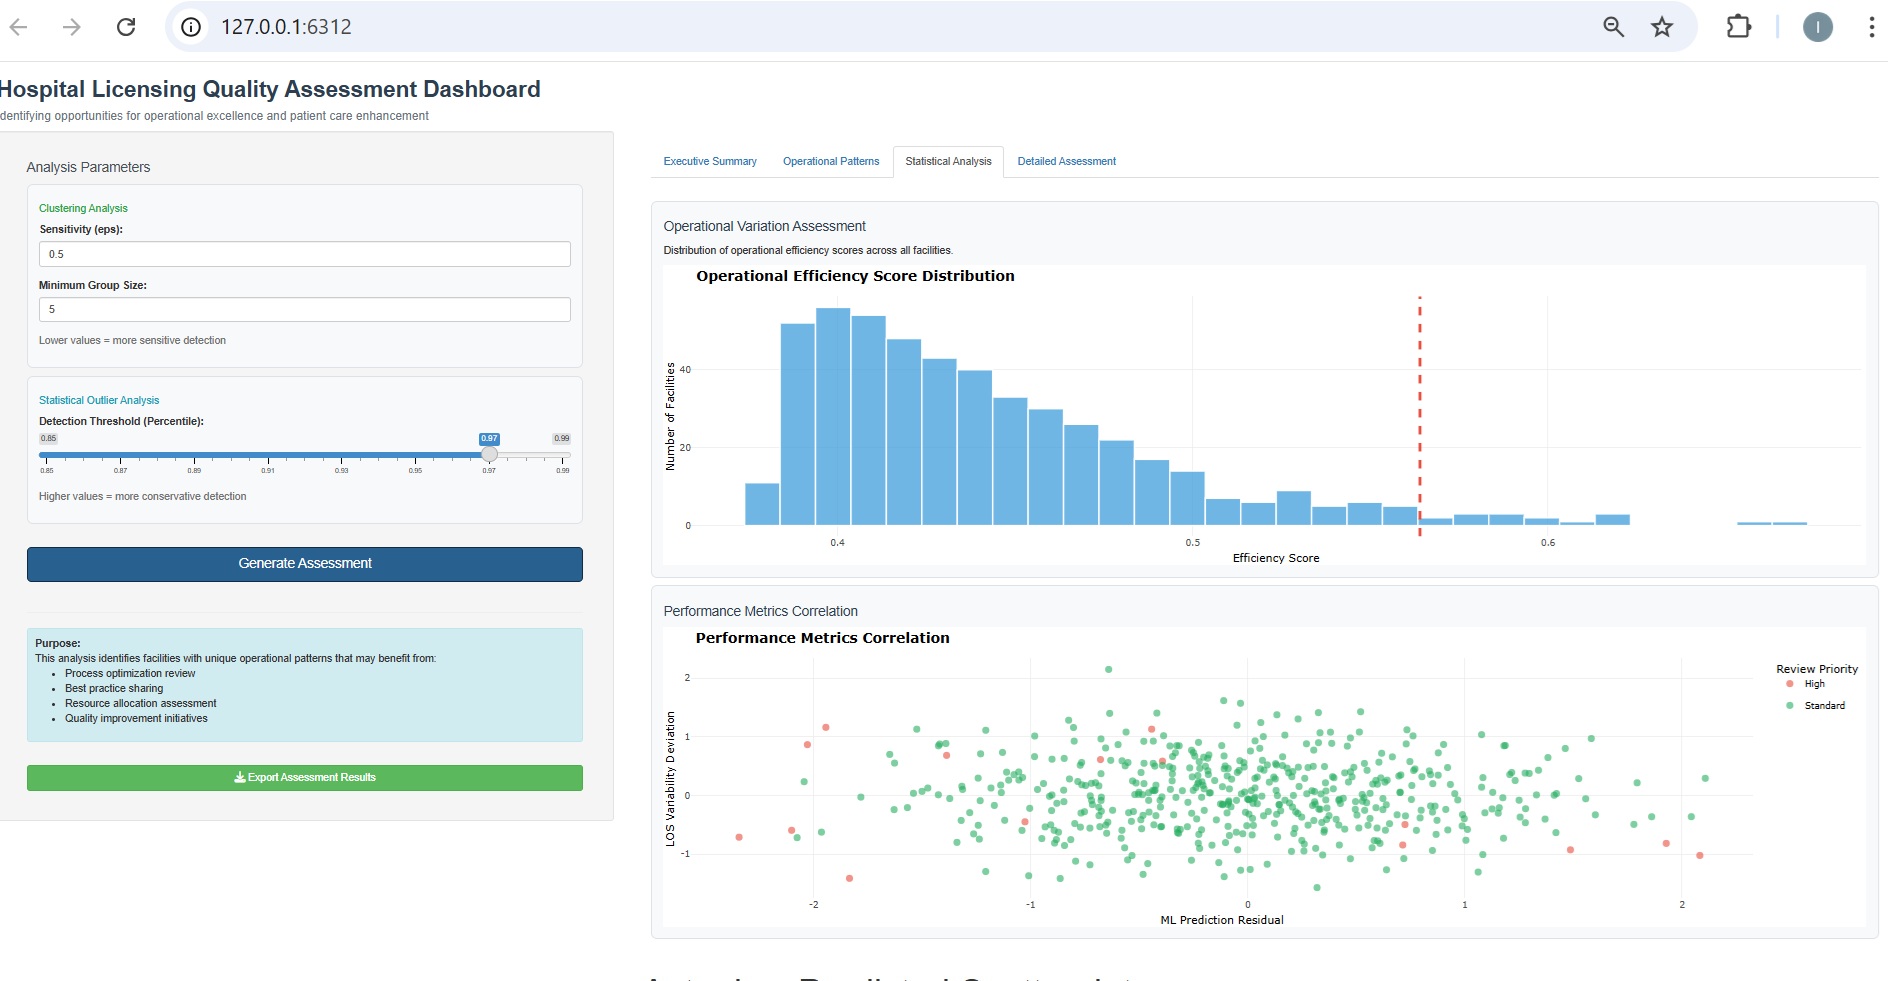 127.0.0.1:6312
I
Hospital Licensing Quality Assessment Dashboard
dentifying opportunities for operational excellence and patient care enhancement
Analysis Parameters
Clustering Analysis
Sensitivity (eps):
0.5
Minimum Group Size:
5
Lower values = more sensitive detection
Statistical Outlier Analysis
Detection Threshold (Percentile):
0.85 0.97 0.99
0.85 0.87 0.89 0.91 0.93 0.95 0.97 0.99
Higher values = more conservative detection
Generate Assessment
Purpose:
This analysis identifies facilities with unique operational patterns that may benefit from:
Process optimization review
Best practice sharing
Resource allocation assessment
Quality improvement initiatives
Export Assessment Results
Executive Summary Operational Patterns Statistical Analysis Detailed Assessment
Operational Variation Assessment
Distribution of operational efficiency scores across all facilities.
Operational Efficiency Score Distribution
Number of Facilities
40
20
0
0.4 0.5 0.6
Efficiency Score
Performance Metrics Correlation
Performance Metrics Correlation
LOS Variability Deviation
2
1
0
-1
-2 -1 0 1 2
ML Prediction Residual
Review Priority
High
Standard